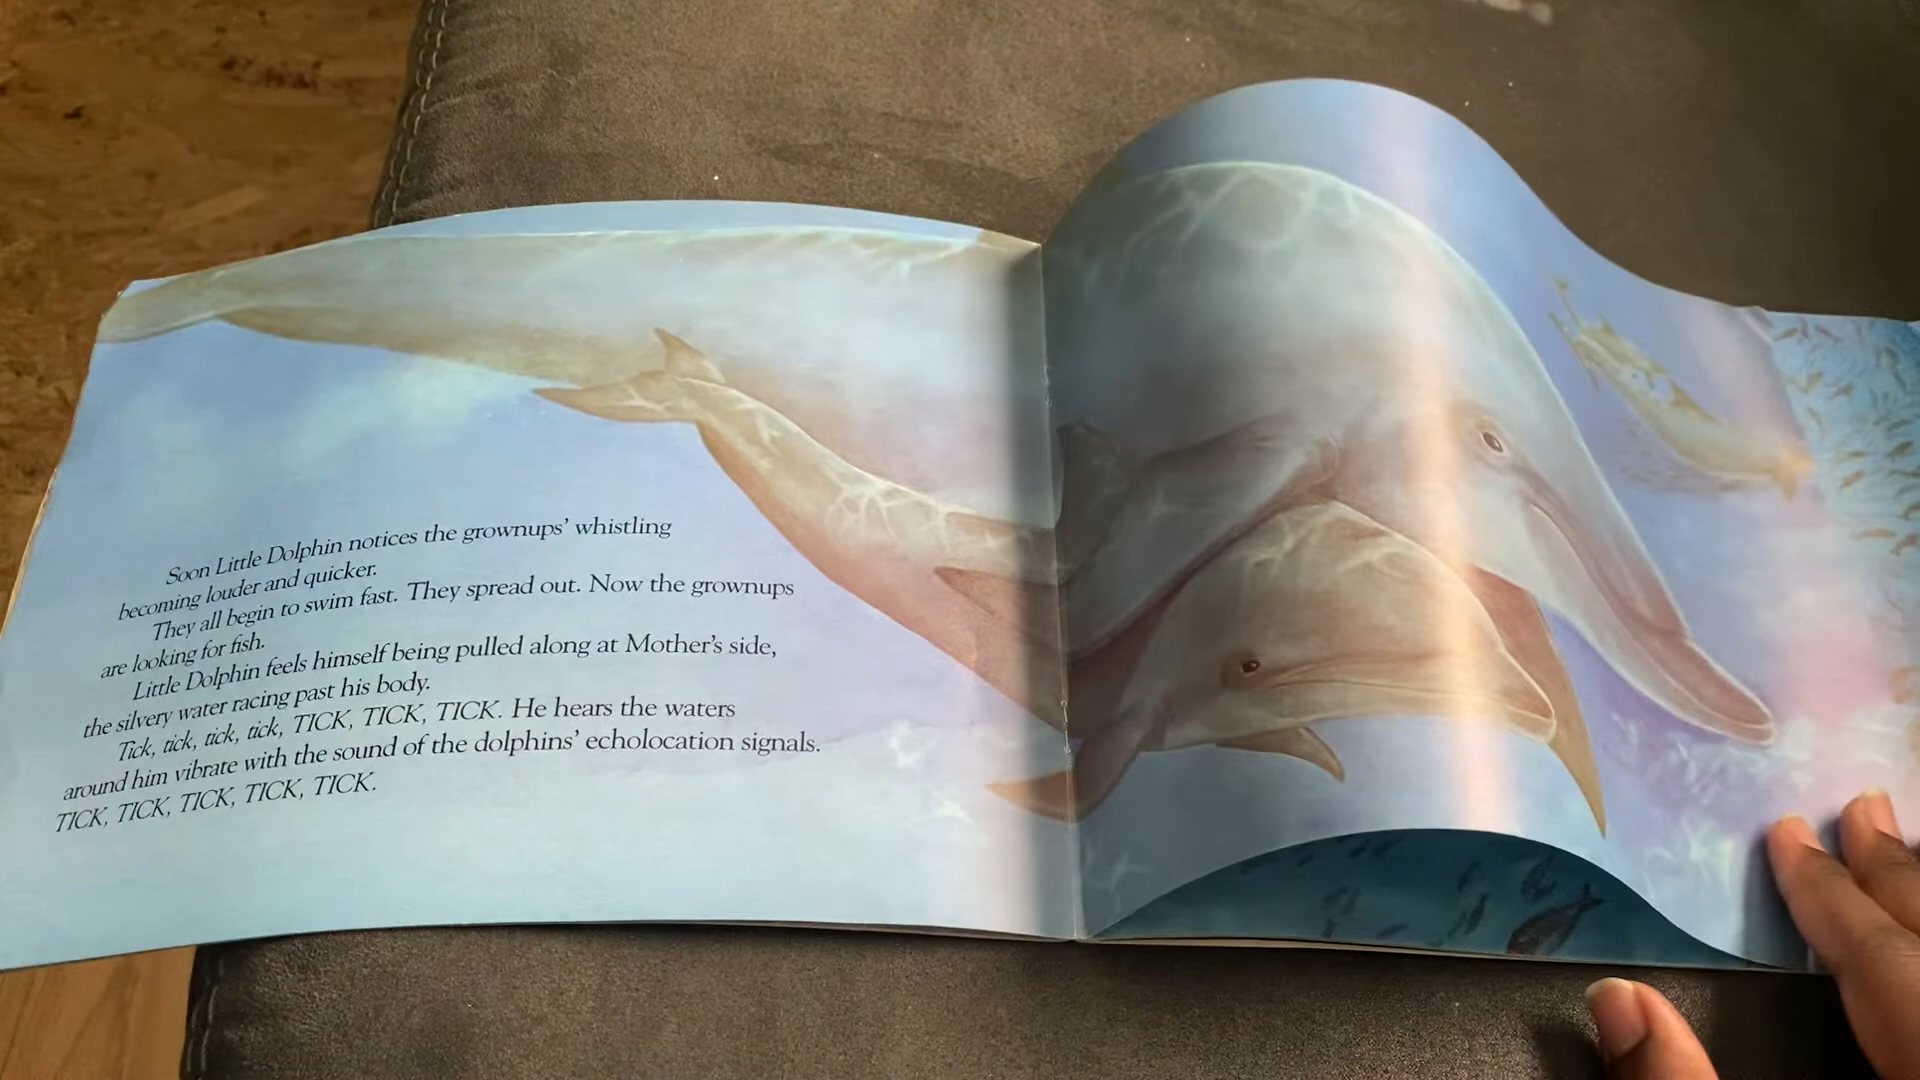 Soon Little Dolphin notices the grownups' whistling
becoming louder and quicker.
They all begin to swim fast. They spread out. Now the grownups
are looking for fish.
Little Dolphin feels himself being pulled along at Mother's side,
the silvery water racing past his body.
Tick, tick, tick, tick, TICK, TICK, TICK. He hears the waters
around him vibrate with the sound of the dolphins' echolocation signals.
TICK, TICK, TICK, TICK, TICK.